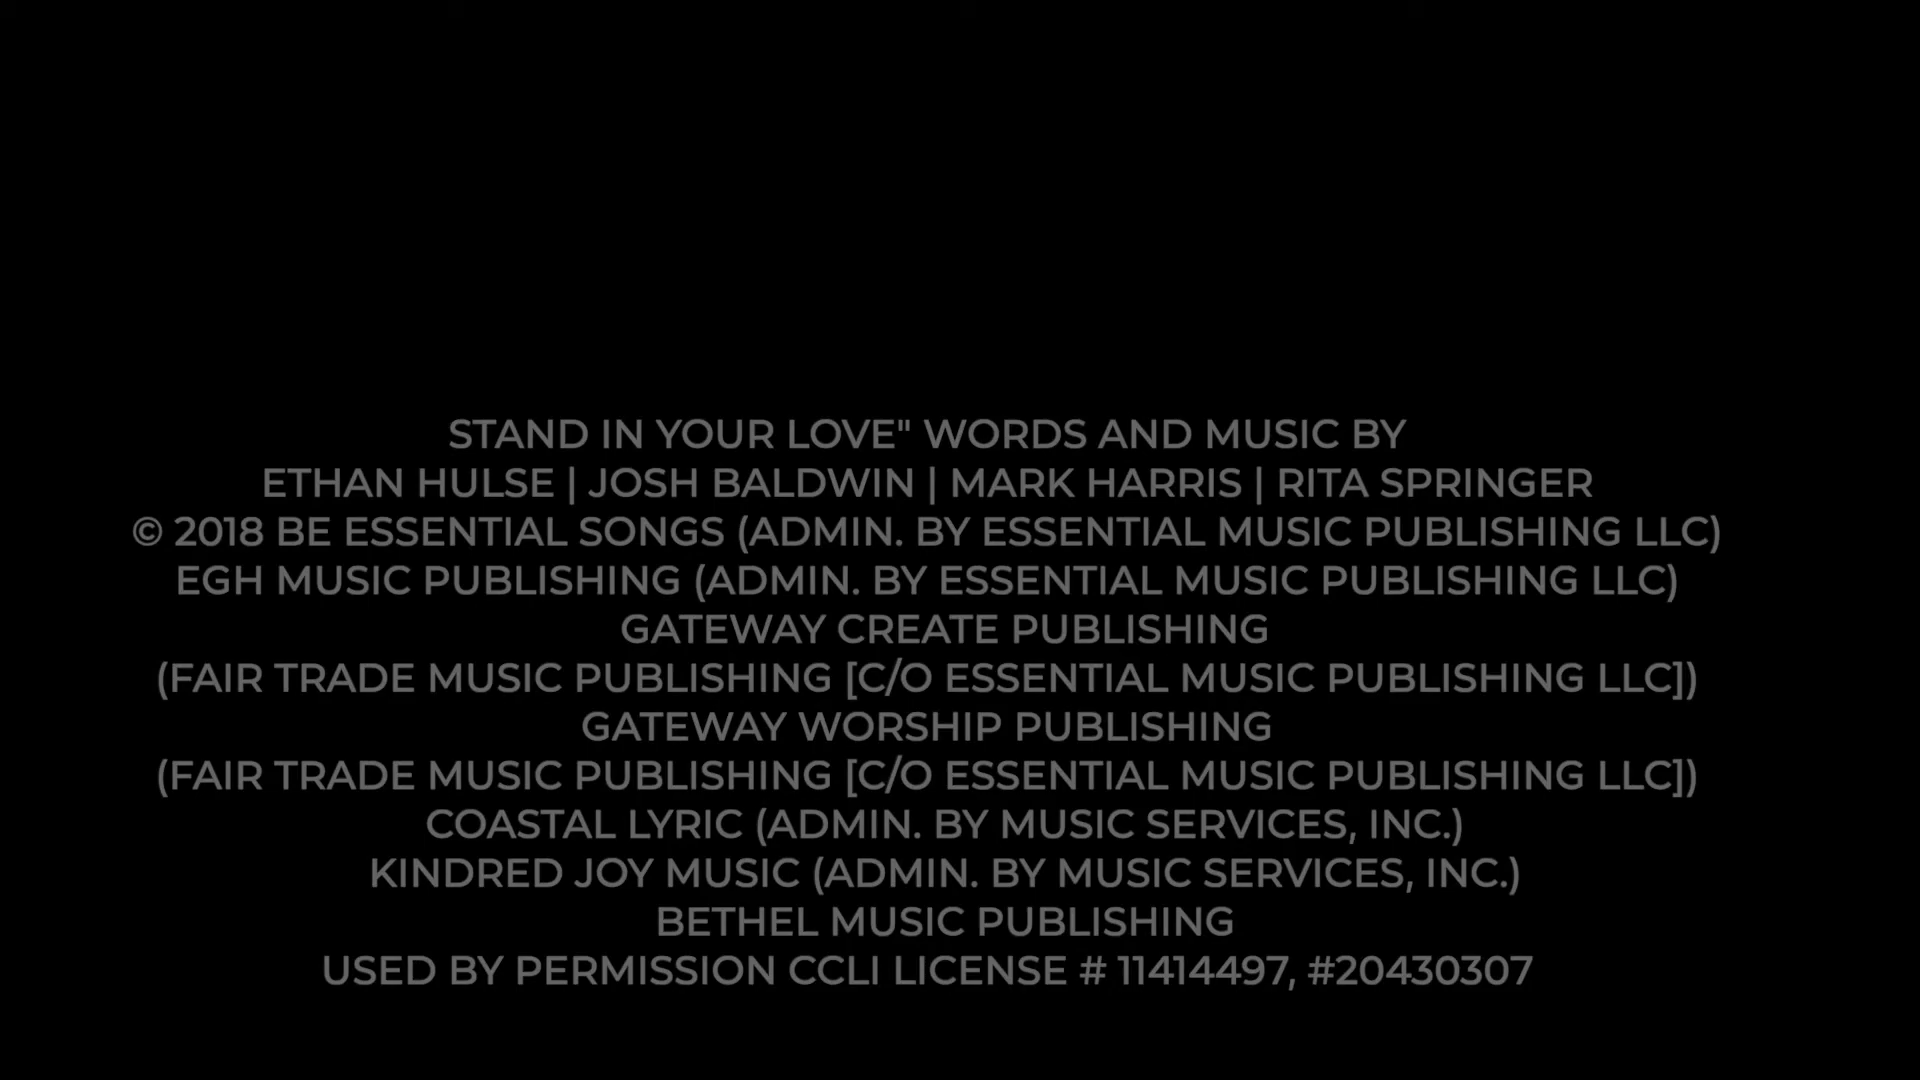 STAND IN YOUR LOVE" WORDS AND MUSIC BY
ETHAN HULSE | JOSH BALDWIN | MARK HARRIS | RITA SPRINGER
© 2018 BE ESSENTIAL SONGS (ADMIN. BY ESSENTIAL MUSIC PUBLISHING LLC)
EGH MUSIC PUBLISHING (ADMIN. BY ESSENTIAL MUSIC PUBLISHING LLC)
GATEWAY CREATE PUBLISHING
(FAIR TRADE MUSIC PUBLISHING [C/O ESSENTIAL MUSIC PUBLISHING LLC])
GATEWAY WORSHIP PUBLISHING
(FAIR TRADE MUSIC PUBLISHING [C/O ESSENTIAL MUSIC PUBLISHING LLC])
COASTAL LYRIC (ADMIN. BY MUSIC SERVICES, INC.)
KINDRED JOY MUSIC (ADMIN. BY MUSIC SERVICES, INC.)
BETHEL MUSIC PUBLISHING
USED BY PERMISSION CCLI LICENSE # 11414497, #20430307